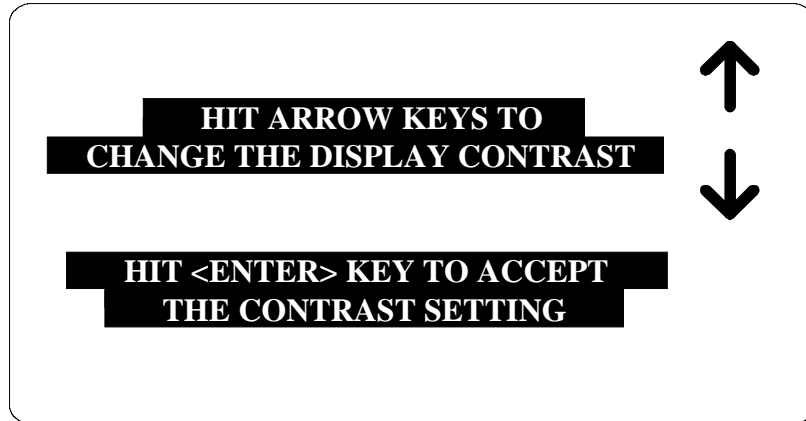 HIT ARROW KEYS TO
CHANGE THE DISPLAY CONTRAST
HIT <ENTER> KEY TO ACCEPT
THE CONTRAST SETTING